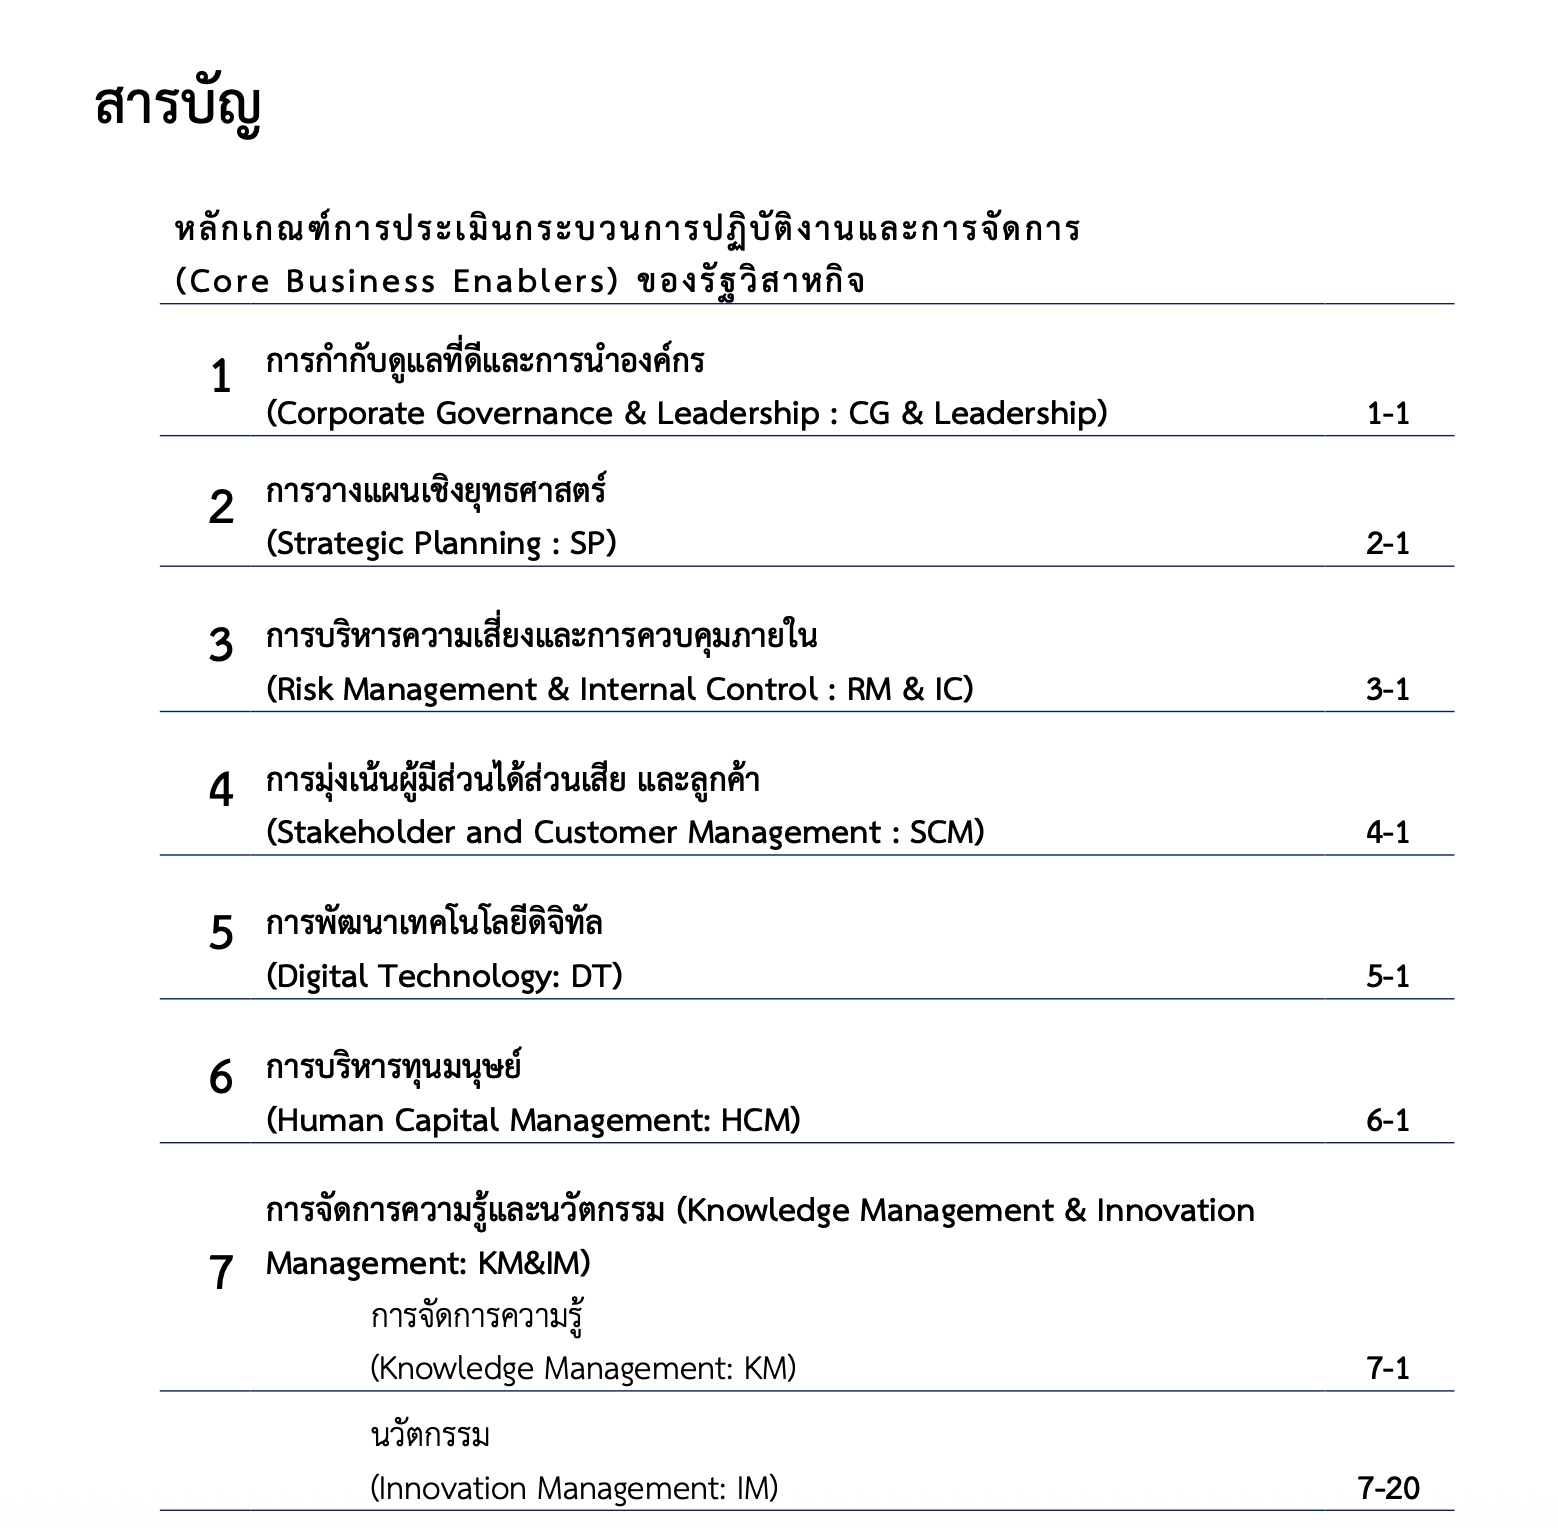 สารบัญ
หลักเกณฑ์การประเมินกระบวนการปฏิบัติงานและการจัดการ
(Core Business Enablers) ของรัฐวิสาหกิจ
1 การกำกับดูแลที่ดีและการนำองค์กร
(Corporate Governance & Leadership : CG & Leadership) 1-1
2 การวางแผนเชิงยุทธศาสตร์
(Strategic Planning : SP) 2-1
3 การบริหารความเสี่ยงและการควบคุมภายใน
(Risk Management & Internal Control : RM & IC) 3-1
4 การมุ่งเน้นผู้มีส่วนได้ส่วนเสีย และลูกค้า
(Stakeholder and Customer Management : SCM) 4-1
5 การพัฒนาเทคโนโลยีดิจิทัล
(Digital Technology: DT) 5-1
6 การบริหารทุนมนุษย์
(Human Capital Management: HCM) 6-1
การจัดการความรู้และนวัตกรรม (Knowledge Management & Innovation
7 Management: KM&IM)
การจัดการความรู้
(Knowledge Management: KM) 7-1
นวัตกรรม
(Innovation Management: IM) 7-20